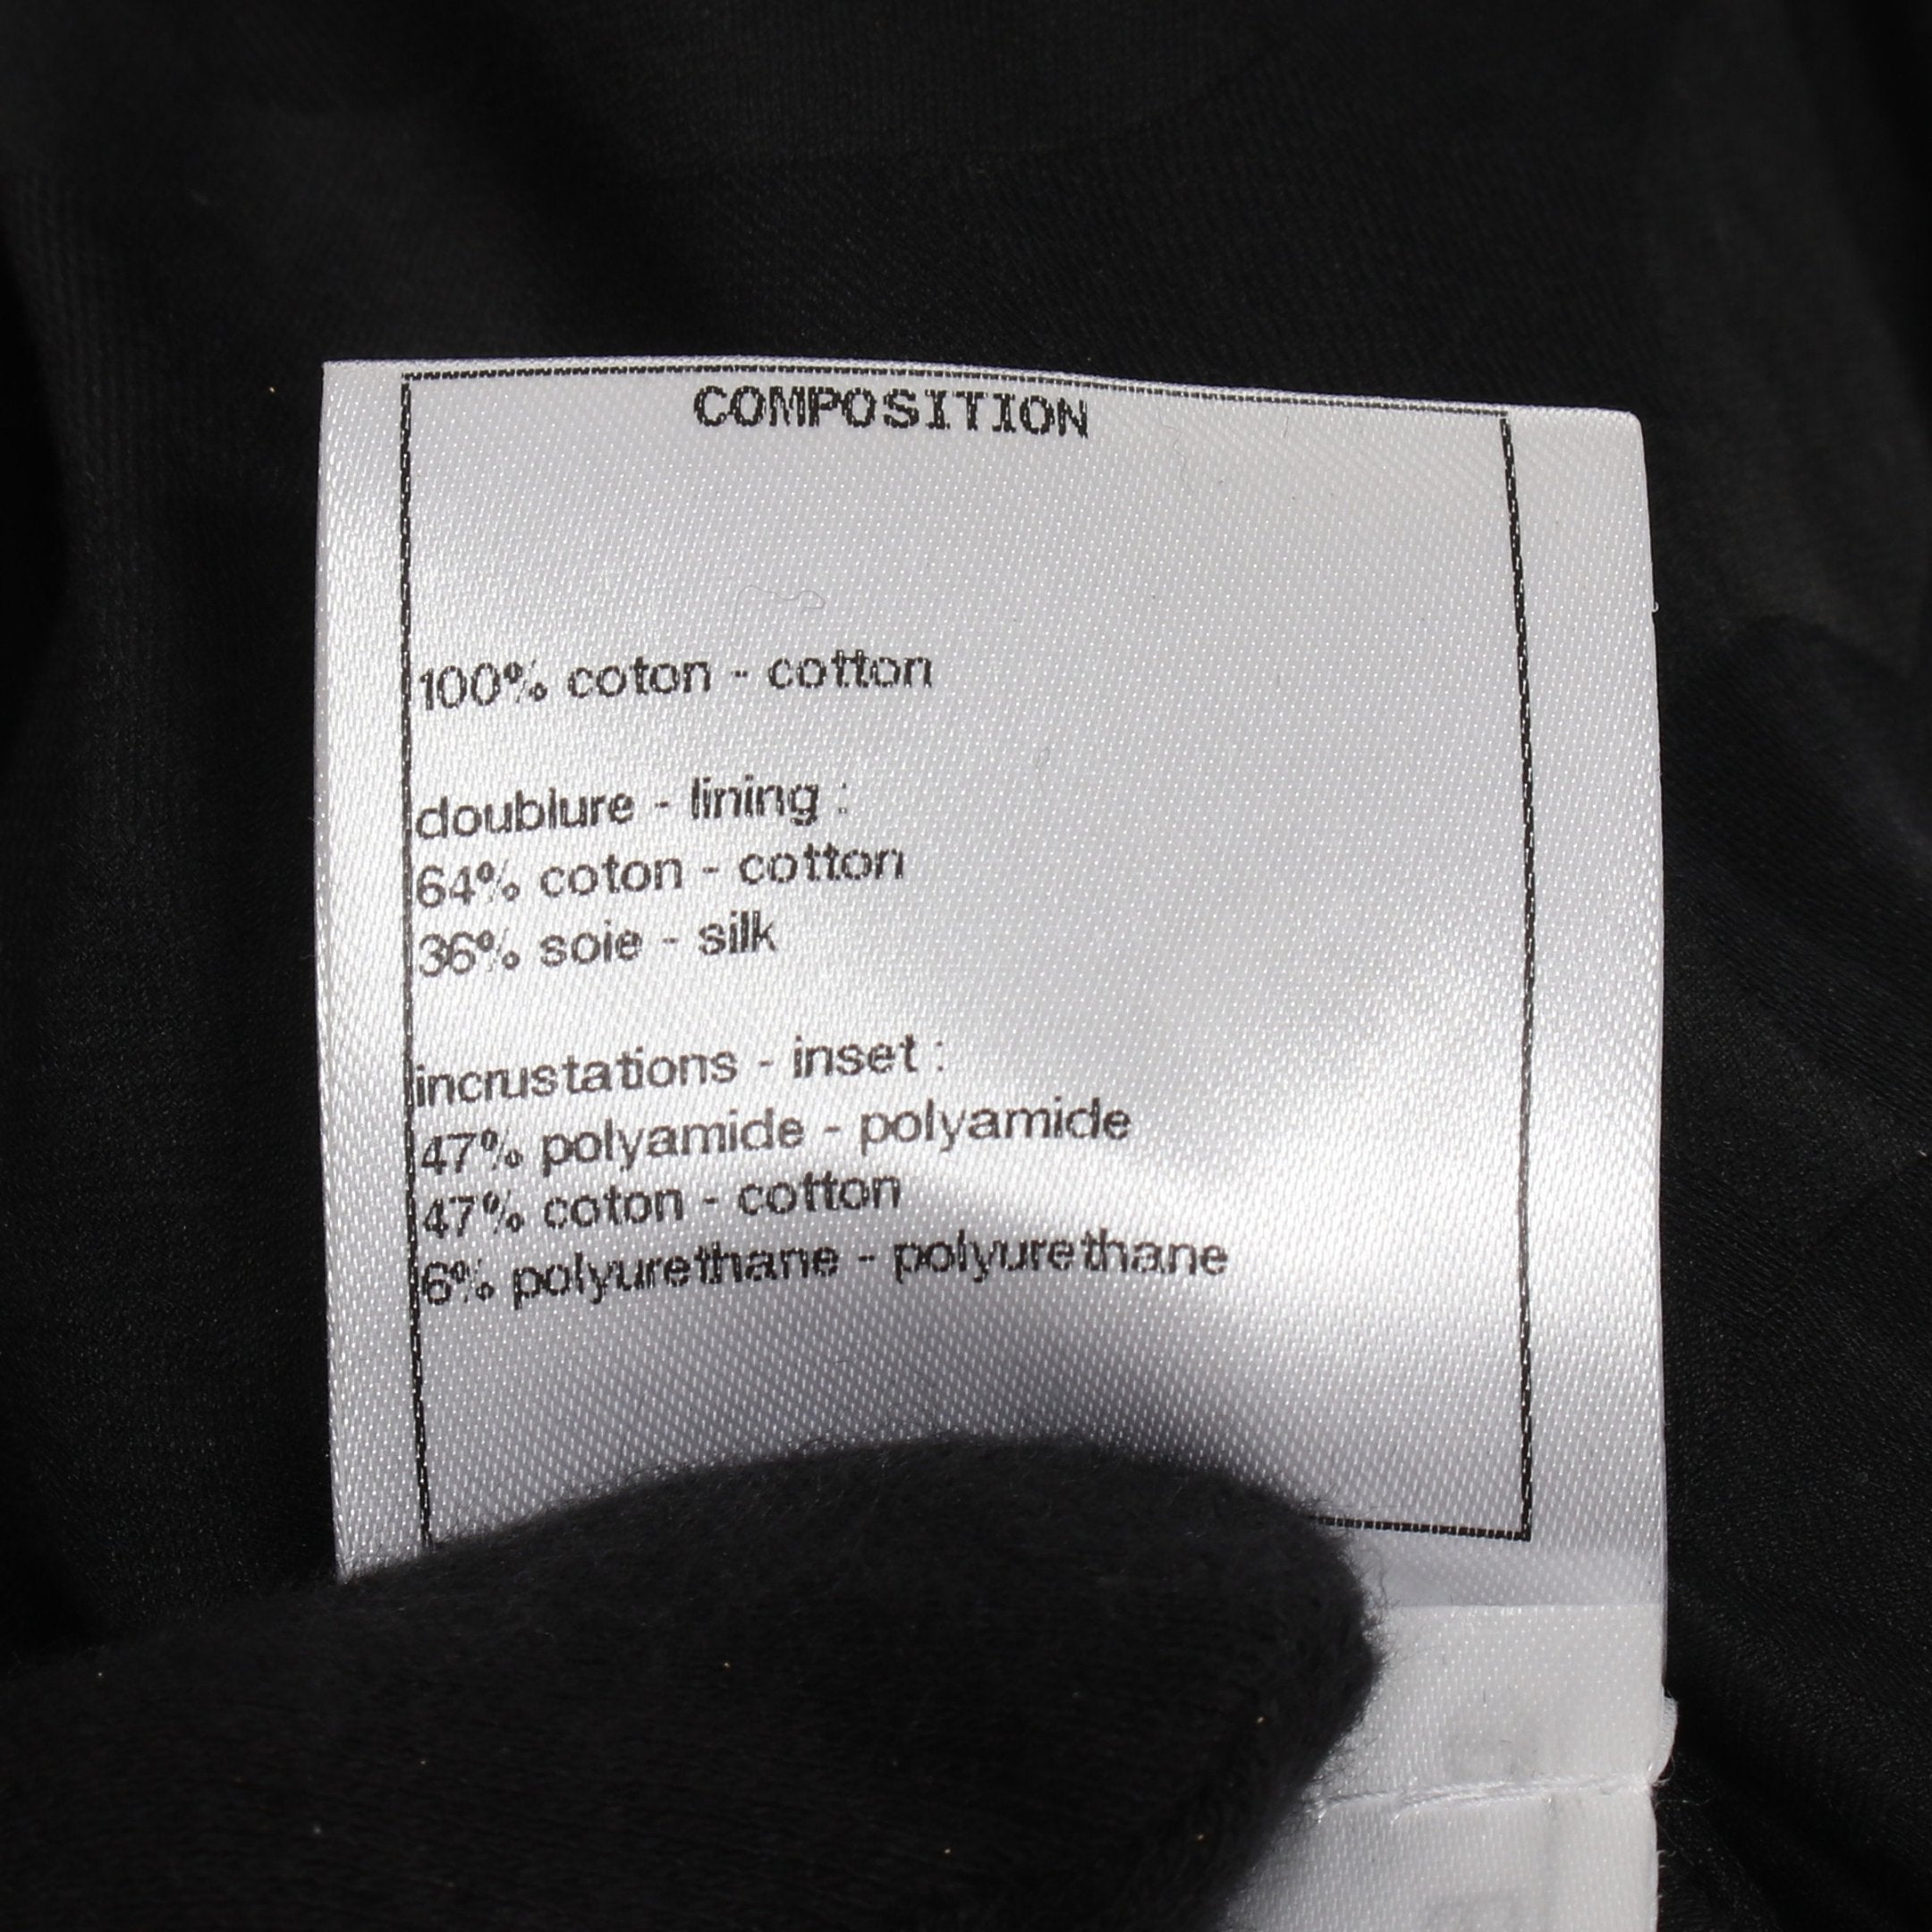 COMPOSITION
100% coton - cotton
doublure - lining :
64% coton - cotton
36% soie - silk
incrustations - inset :
47% polyamide - polyamide
47% coton - cotton
6% polyurethane - polyurethane